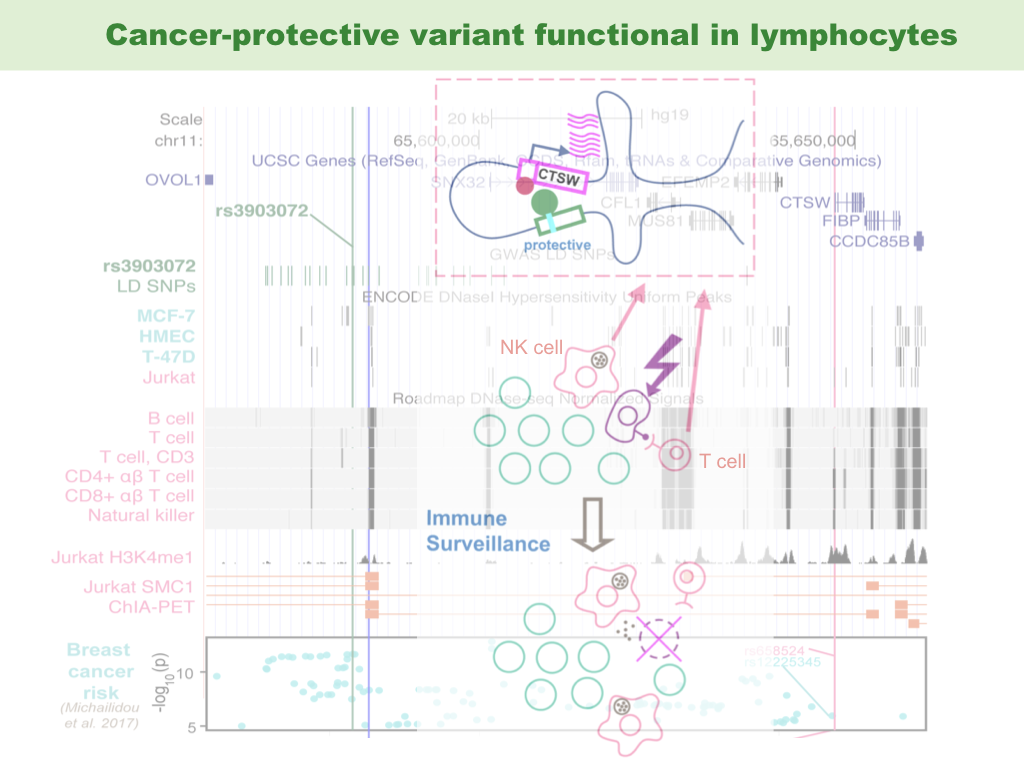 Cancer-protective variant functional in lymphocytes
Scale
20 kb
hg19
chr11:
65,600,000
65,650,000
UCSC Genes (RefSeq, GenBank, CCDS, Rfam, tRNAs & Comparative Genomics)
OVOL1
SNX32
CTSW
EFEMP2
CFL1
CTSW
rs3903072
MUS81
FIBP
protective
CCDC85B
GWAS LD SNPs
rs3903072
LD SNPs
ENCODE DNaseI Hypersensitivity Uniform Peaks
MCF-7
HMEC
T-47D
Jurkat
NK cell
Roadmap DNase-seq Normalized Signals
B cell
T cell
T cell, CD3
CD4+ αβ T cell
CD8+ αβ T cell
Natural killer
T cell
Immune
Surveillance
Jurkat H3K4me1
Jurkat SMC1
ChIA-PET
Breast
cancer
risk
(Michailidou
et al. 2017)
-log10(p)
10
5
rs658524
rs12225345